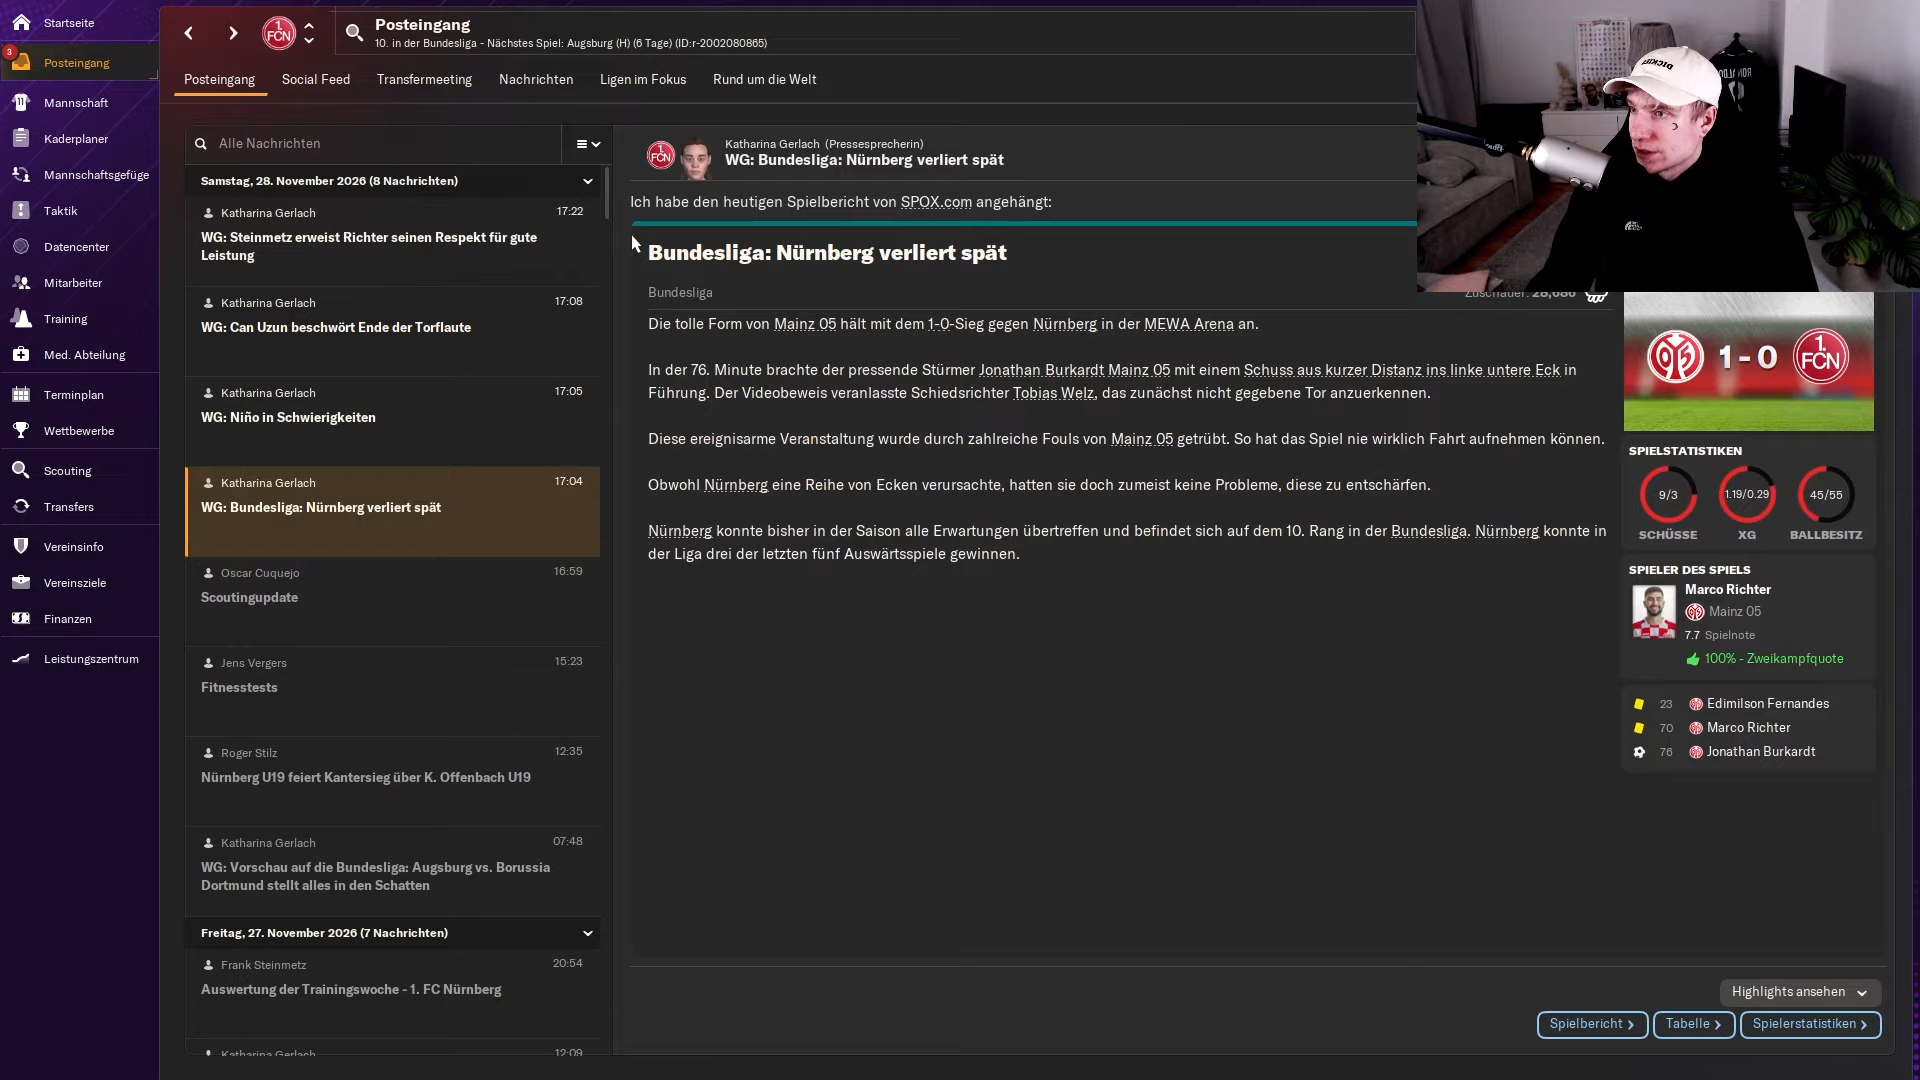 Startseite
3
Posteingang
Mannschaft
Kaderplaner
Mannschaftsgefüge
Taktik
Datencenter
Mitarbeiter
Training
Med. Abteilung
Terminplan
Wettbewerbe
Scouting
Transfers
Vereinsinfo
Vereinsziele
Finanzen
Leistungszentrum
1. FCN
Posteingang
10. in der Bundesliga - Nächstes Spiel: Augsburg (H) (6 Tage) (ID:r-2002080865)
Posteingang Social Feed Transfermeeting Nachrichten Ligen im Fokus Rund um die Welt
Alle Nachrichten
Samstag, 28. November 2026 (8 Nachrichten)
Katharina Gerlach 17:22
WG: Steinmetz erweist Richter seinen Respekt für gute
Leistung
Katharina Gerlach 17:08
WG: Can Uzun beschwört Ende der Torflaute
Katharina Gerlach 17:05
WG: Niño in Schwierigkeiten
Katharina Gerlach 17:04
WG: Bundesliga: Nürnberg verliert spät
Oscar Cuquejo 16:59
Scoutingupdate
Jens Vergers 15:23
Fitnesstests
Roger Stilz 12:35
Nürnberg U19 feiert Kantersieg über K. Offenbach U19
Katharina Gerlach 07:48
WG: Vorschau auf die Bundesliga: Augsburg vs. Borussia
Dortmund stellt alles in den Schatten
Freitag, 27. November 2026 (7 Nachrichten)
Frank Steinmetz 20:54
Auswertung der Trainingswoche - 1. FC Nürnberg
Katharina Gerlach 12:09
1. FCN
Katharina Gerlach (Pressesprecherin)
WG: Bundesliga: Nürnberg verliert spät
Ich habe den heutigen Spielbericht von SPOX.com angehängt:
Bundesliga: Nürnberg verliert spät
Bundesliga Zuschauer: 28,686
Die tolle Form von Mainz 05 hält mit dem 1-0-Sieg gegen Nürnberg in der MEWA Arena an.
In der 76. Minute brachte der pressende Stürmer Jonathan Burkardt Mainz 05 mit einem Schuss aus kurzer Distanz ins linke untere Eck in
Führung. Der Videobeweis veranlasste Schiedsrichter Tobias Welz, das zunächst nicht gegebene Tor anzuerkennen.
Diese ereignisarme Veranstaltung wurde durch zahlreiche Fouls von Mainz 05 getrübt. So hat das Spiel nie wirklich Fahrt aufnehmen können.
Obwohl Nürnberg eine Reihe von Ecken verursachte, hatten sie doch zumeist keine Probleme, diese zu entschärfen.
Nürnberg konnte bisher in der Saison alle Erwartungen übertreffen und befindet sich auf dem 10. Rang in der Bundesliga. Nürnberg konnte in
der Liga drei der letzten fünf Auswärtsspiele gewinnen.
1 - 0
1. FCN
SPIELSTATISTIKEN
9/3 1.19/0.29 45/55
SCHÜSSE XG BALLBESITZ
SPIELER DES SPIELS
Marco Richter
Mainz 05
7.7 Spielnote
100% - Zweikampfquote
23 Edimilson Fernandes
70 Marco Richter
76 Jonathan Burkardt
Highlights ansehen
Spielbericht Tabelle Spielerstatistiken
DICKIES